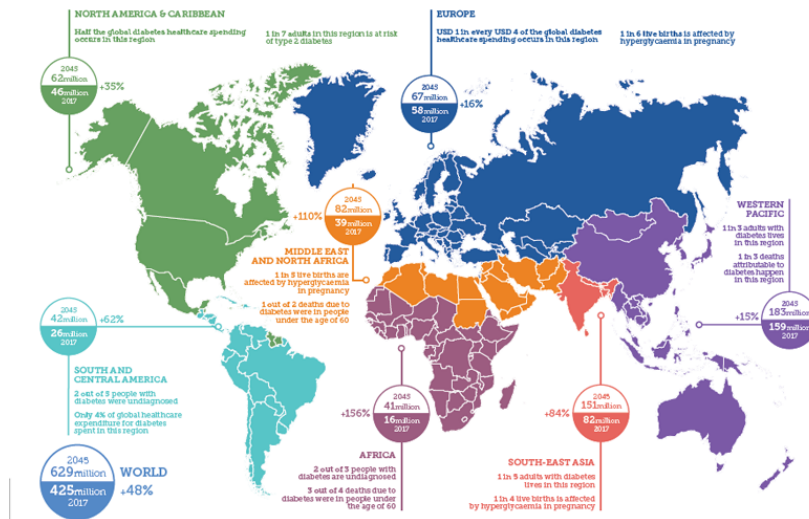 NORTH AMERICA & CARIBBEAN
Half the global diabetes healthcare spending
occurs in this region
1 in 7 adults in this region is at risk
of type 2 diabetes
2045
62million
46million
2017
+35%
EUROPE
USD 1 in every USD 4 of the global diabetes
healthcare spending occurs in this region
1 in 6 live births is affected by
hyperglycaemia in pregnancy
2045
67million
58million
2017
+16%
+110%
2045
82million
39million
2017
MIDDLE EAST
AND NORTH AFRICA
1 in 5 live births are
affected by hyperglycaemia
in pregnancy
1 out of 2 deaths due to
diabetes were in people
under the age of 60
WESTERN
PACIFIC
1 in 3 adults with
diabetes lives
in this region
1 in 3 deaths
attributable to
diabetes happen
in this region
+15%
2045
183million
159million
2017
2045
42million
26million
2017
+62%
SOUTH AND
CENTRAL AMERICA
2 out of 5 people with
diabetes were undiagnosed
Only 4% of global healthcare
expenditure for diabetes
spent in this region
+156%
2045
41million
16million
2017
AFRICA
2 out of 3 people with
diabetes are undiagnosed
3 out of 4 deaths due to
diabetes were in people under
the age of 60
+84%
2045
151million
82million
2017
SOUTH-EAST ASIA
1 in 5 adults with diabetes
lives in this region
1 in 4 live births is affected
by hyperglycaemia in pregnancy
2045
629million
425million
2017
WORLD
+48%